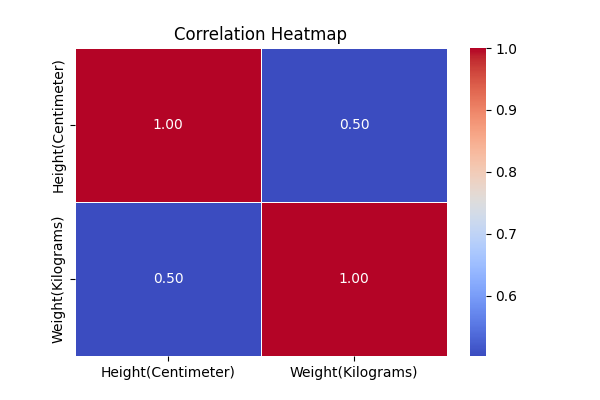 Correlation Heatmap
Height(Centimeter)
Weight(Kilograms)
1.00
0.50
0.50
1.00
Height(Centimeter)
Weight(Kilograms)
1.0
0.9
0.8
0.7
0.6